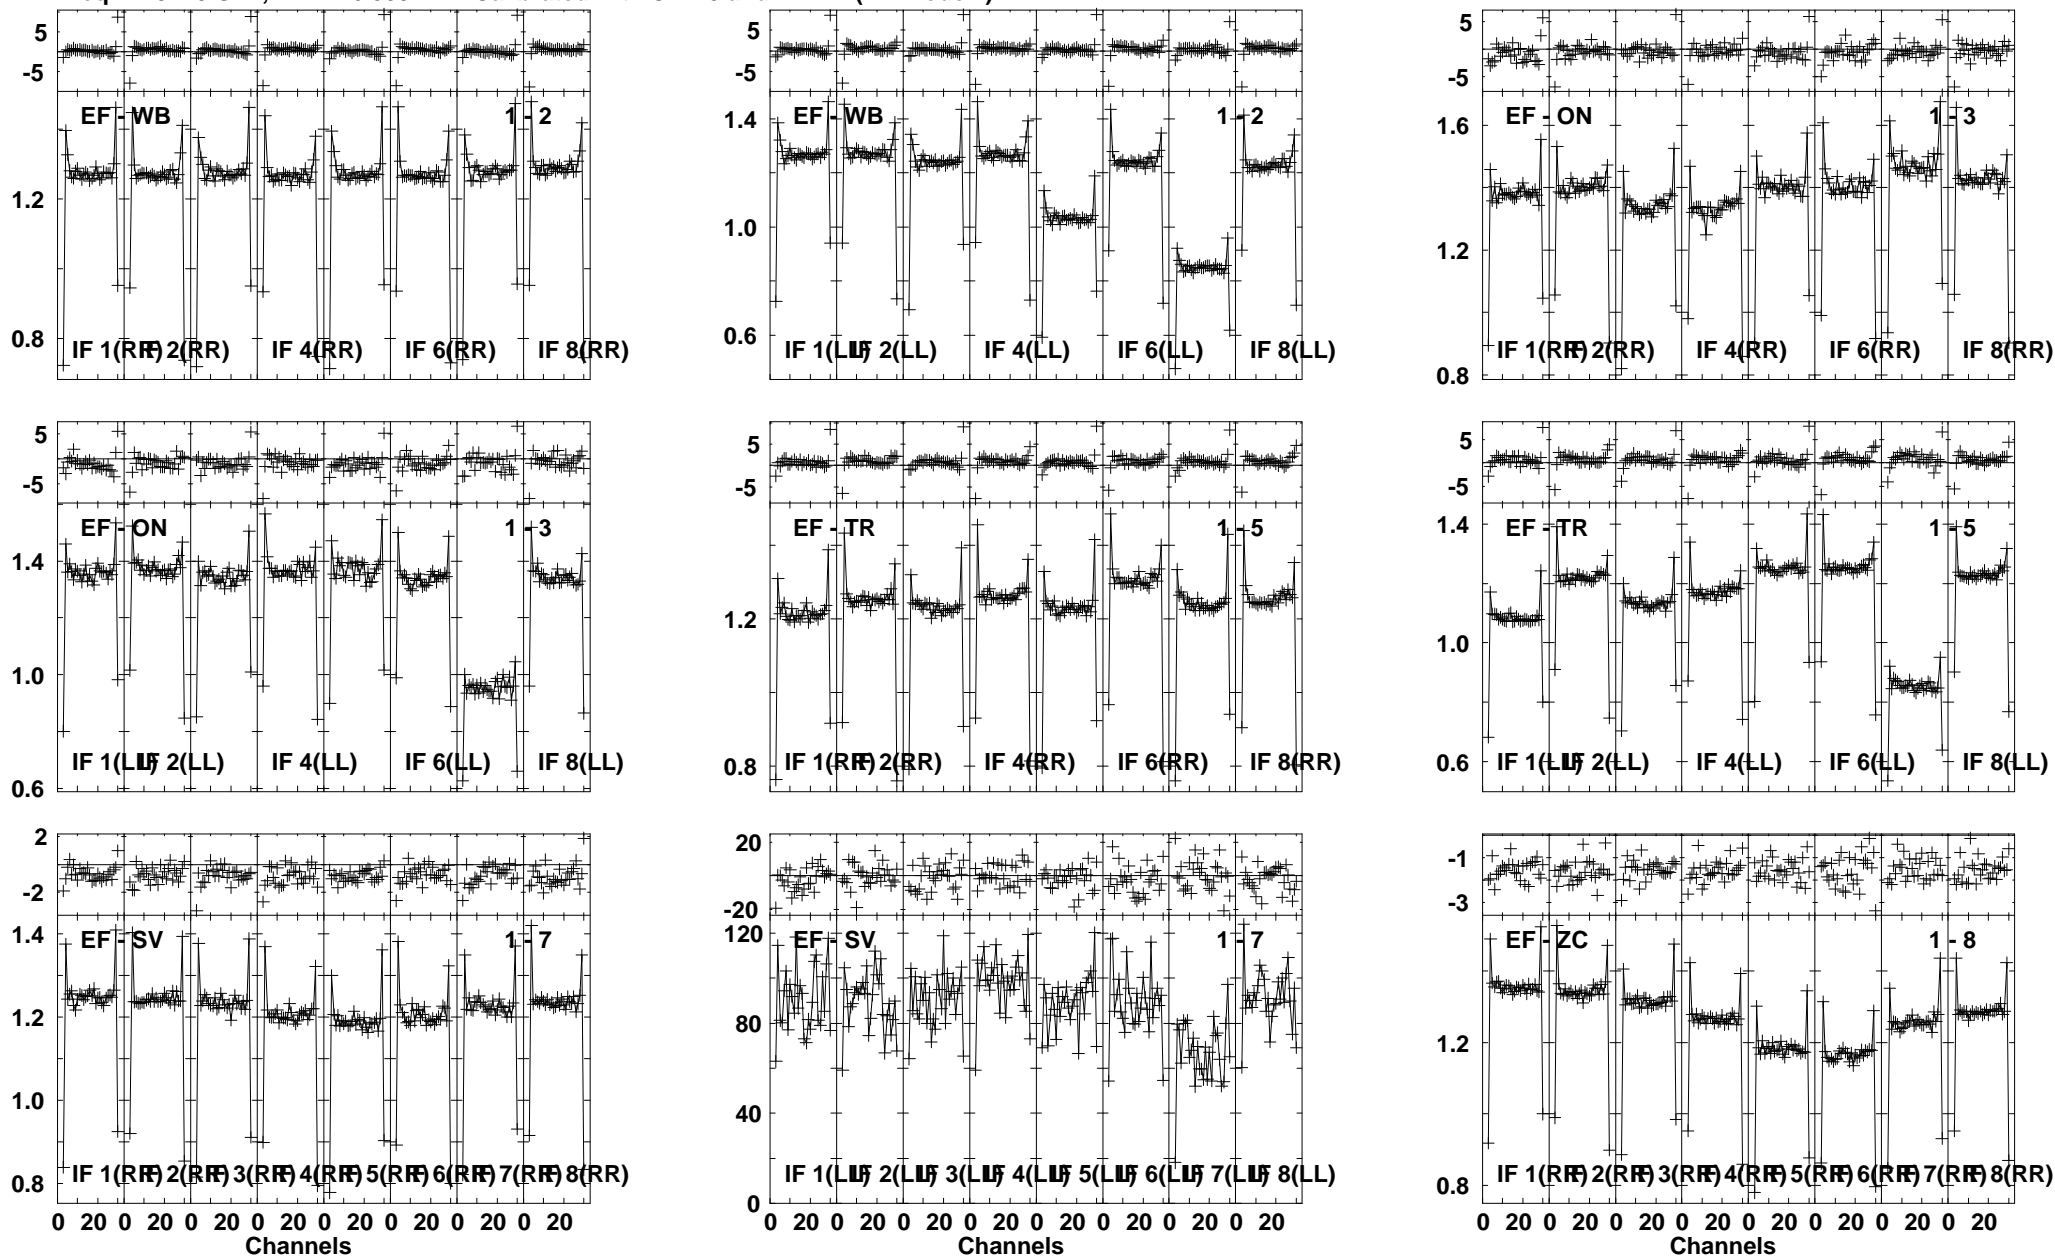 5 5 5
-5 -5 -5
EF - WB 1 - 2 EF - WB 1 - 2 EF - ON 1 - 3
1.4 1.6
1.2 1.0 1.2
0.8 0.6 0.8
IF 1(RR) IF 2(RR) IF 4(RR) IF 6(RR) IF 8(RR) IF 1(LL) IF 2(LL) IF 4(LL) IF 6(LL) IF 8(LL) IF 1(RR) IF 2(RR) IF 4(RR) IF 6(RR) IF 8(RR)
5 5 5
-5 -5 -5
EF - ON 1 - 3 EF - TR 1 - 5 EF - TR 1 - 5
1.4 1.2 1.4
1.0 1.0
IF 1(LL) IF 2(LL) IF 4(LL) IF 6(LL) IF 8(LL) IF 1(RR) IF 2(RR) IF 4(RR) IF 6(RR) IF 8(RR) IF 1(LL) IF 2(LL) IF 4(LL) IF 6(LL) IF 8(LL)
0.6 0.8 0.6
2 20 -1
-2 -20 -3
EF - SV 1 - 7 EF - SV 1 - 7 EF - ZC 1 - 8
1.4 120
1.2 80 1.2
1.0 40
IF 1(RR) IF 2(RR) IF 3(RR) IF 4(RR) IF 5(RR) IF 6(RR) IF 7(RR) IF 8(RR) IF 1(LL) IF 2(LL) IF 3(LL) IF 4(LL) IF 5(LL) IF 6(LL) IF 7(LL) IF 8(LL) IF 1(RR) IF 2(RR) IF 3(RR) IF 4(RR) IF 5(RR) IF 6(RR) IF 7(RR) IF 8(RR)
0.8 0 0.8
0 20 0 20 0 20 0 20 0 20 0 20 0 20 0 20 0 20 0 20 0 20 0 20 0 20 0 20 0 20 0 20 0 20 0 20 0 20 0 20 0 20 0 20 0 20 0 20
Channels Channels Channels